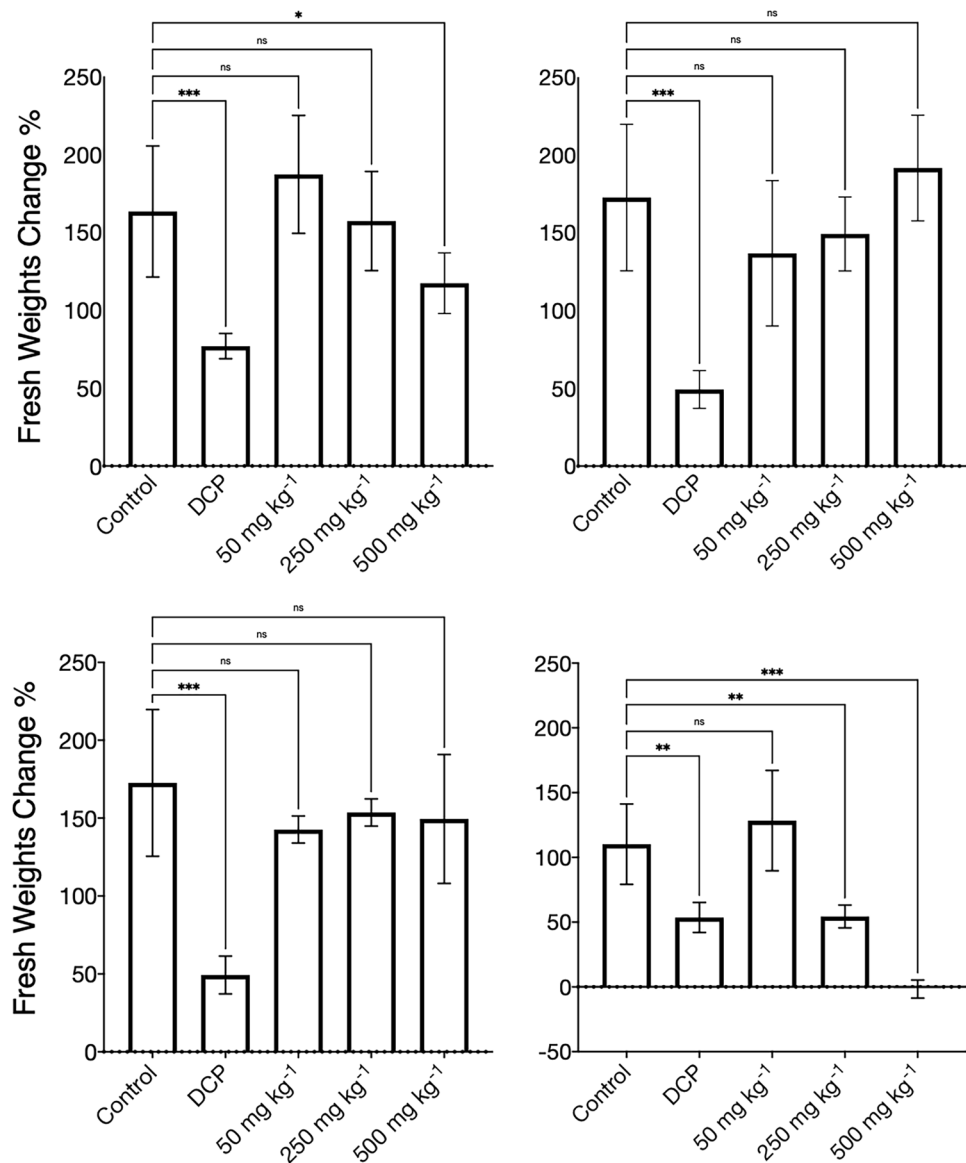 *
ns
ns
***
Fresh Weights Change %
250
200
150
100
50
0
Control
DCP
50 mg kg⁻¹
250 mg kg⁻¹
500 mg kg⁻¹
ns
ns
ns
***
250
200
150
100
50
0
Control
DCP
50 mg kg⁻¹
250 mg kg⁻¹
500 mg kg⁻¹
ns
ns
ns
***
Fresh Weights Change %
250
200
150
100
50
0
Control
DCP
50 mg kg⁻¹
250 mg kg⁻¹
500 mg kg⁻¹
***
**
ns
**
250
200
150
100
50
0
-50
Control
DCP
50 mg kg⁻¹
250 mg kg⁻¹
500 mg kg⁻¹